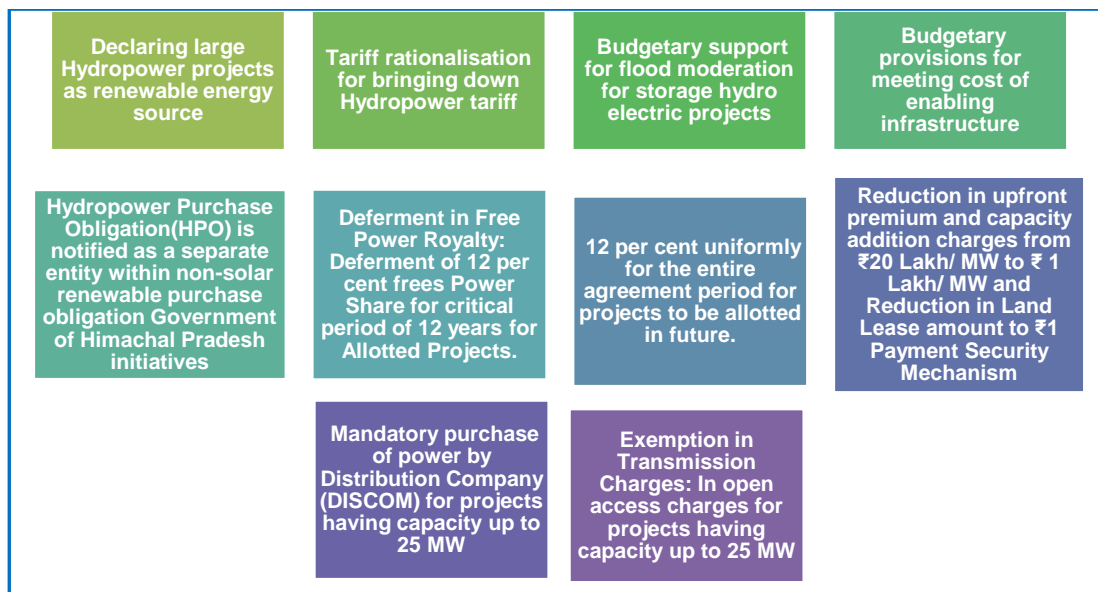 Declaring large
Hydropower projects
as renewable energy
source
Tariff rationalisation
for bringing down
Hydropower tariff
Budgetary support
for flood moderation
for storage hydro
electric projects
Budgetary
provisions for
meeting cost of
enabling
infrastructure
Hydropower Purchase
Obligation(HPO) is
notified as a separate
entity within non-solar
renewable purchase
obligation Government
of Himachal Pradesh
initiatives
Deferment in Free
Power Royalty:
Deferment of 12 per
cent frees Power
Share for critical
period of 12 years for
Allotted Projects.
12 per cent uniformly
for the entire
agreement period for
projects to be allotted
in future.
Reduction in upfront
premium and capacity
addition charges from
₹20 Lakh/ MW to ₹ 1
Lakh/ MW and
Reduction in Land
Lease amount to ₹1
Payment Security
Mechanism
Mandatory purchase
of power by
Distribution Company
(DISCOM) for projects
having capacity up to
25 MW
Exemption in
Transmission
Charges: In open
access charges for
projects having
capacity up to 25 MW